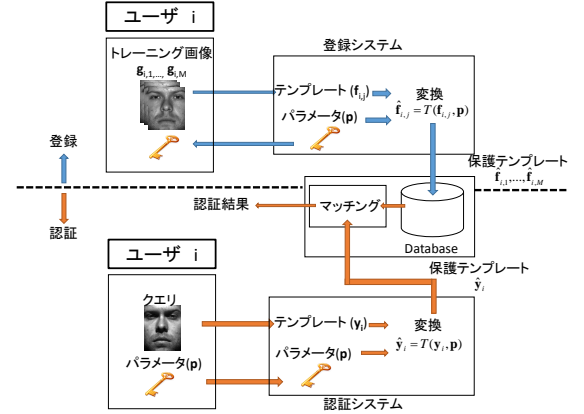 ユーザ i
トレーニング画像
g_{i,1},..., g_{i,M}
登録システム
テンプレート(f_{i,j})
パラメータ(p)
変換
f̂_{i,j} = T(f_{i,j}, p)
登録
認証
保護テンプレート
f̂_{i,1},...,f̂_{i,M}
認証結果
マッチング
Database
ユーザ i
クエリ
パラメータ(p)
保護テンプレート
ŷ_i
テンプレート(y_i)
パラメータ(p)
変換
ŷ_i = T(y_i, p)
認証システム